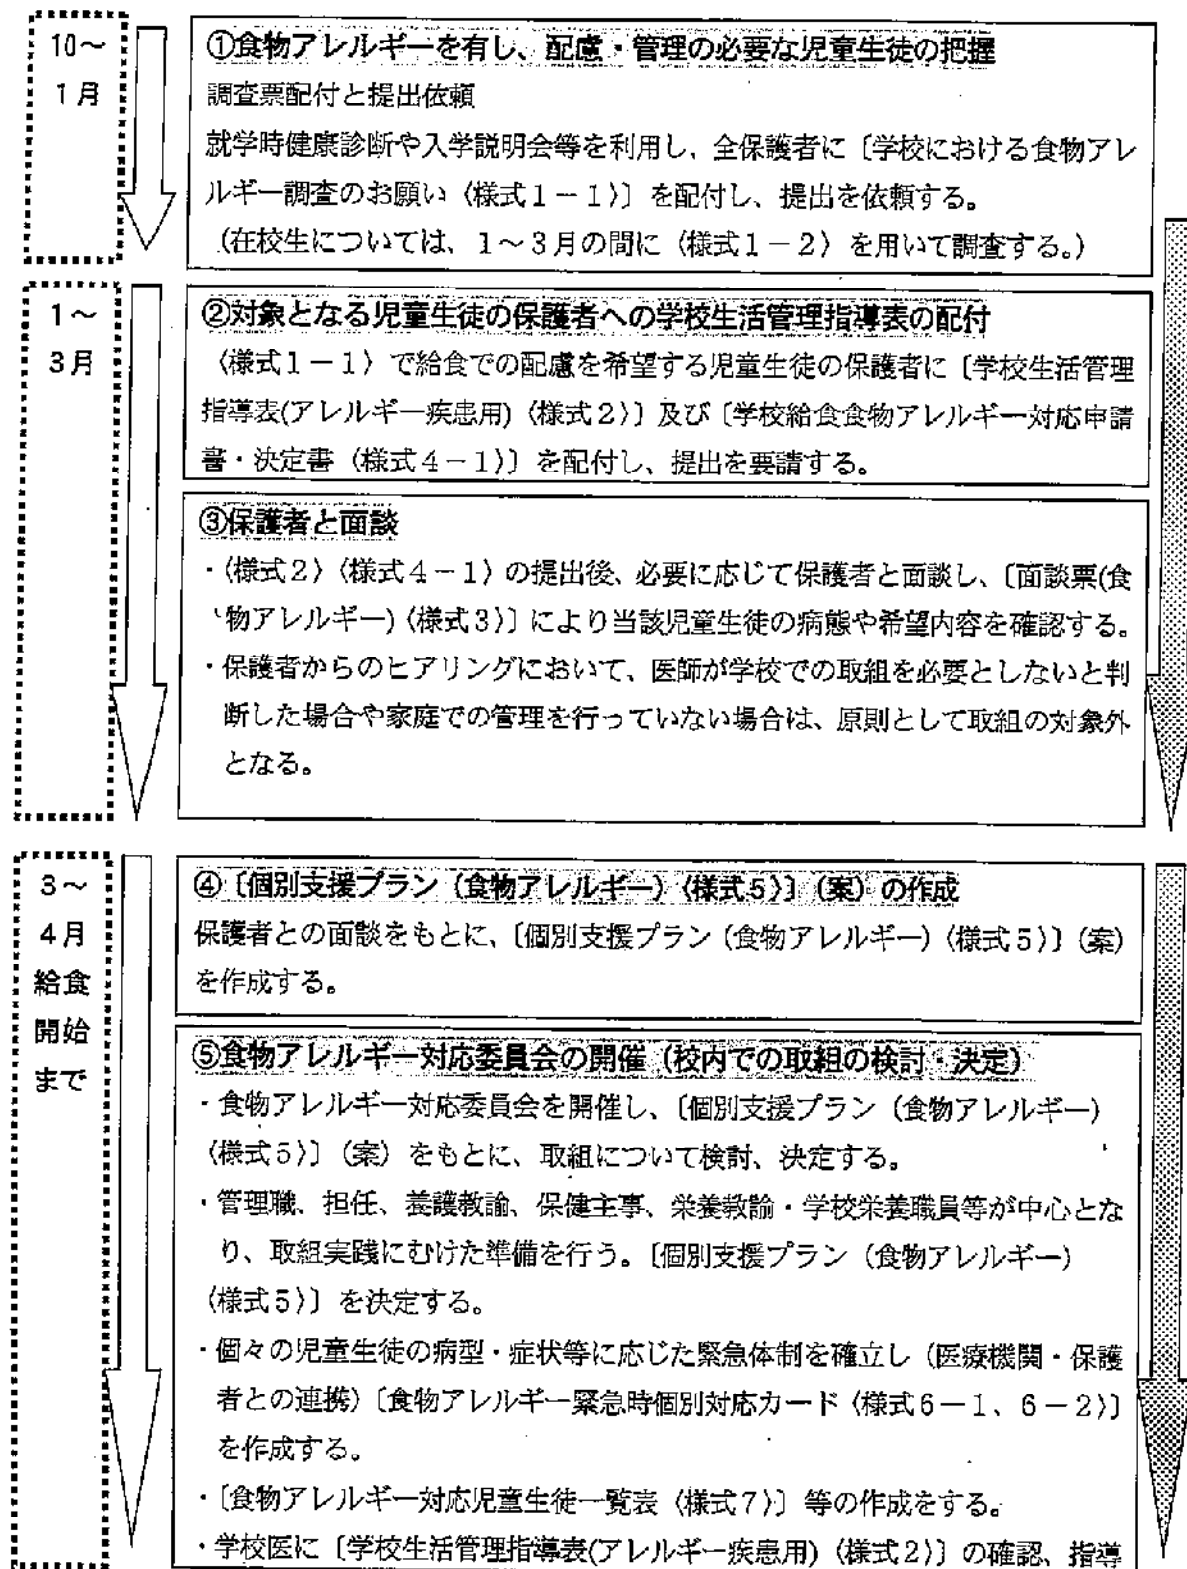 10～
1月
①食物アレルギーを有し、配慮・管理の必要な児童生徒の把握
調査票配付と提出依頼
就学時健康診断や入学説明会等を利用し、全保護者に〔学校における食物アレ
ルギー調査のお願い〈様式1－1〉〕を配付し、提出を依頼する。
(在校生については、1～3月の間に〈様式1－2〉を用いて調査する。)
1～
3月
②対象となる児童生徒の保護者への学校生活管理指導表の配付
〈様式1－1〉で給食での配慮を希望する児童生徒の保護者に〔学校生活管理
指導表(アレルギー疾患用)〈様式2〉〕及び〔学校給食食物アレルギー対応申請
書・決定書〈様式4－1〉〕を配付し、提出を要請する。
③保護者と面談
・〈様式2〉〈様式4－1〉の提出後、必要に応じて保護者と面談し、〔面談票(食
物アレルギー)〈様式3〉〕により当該児童生徒の病態や希望内容を確認する。
・保護者からのヒアリングにおいて、医師が学校での取組を必要としないと判
断した場合や家庭での管理を行っていない場合は、原則として取組の対象外
となる。
3～
4月
給食
開始
まで
④〔個別支援プラン（食物アレルギー）〈様式5〉〕（案）の作成
保護者との面談をもとに、〔個別支援プラン（食物アレルギー）〈様式5〉〕（案）
を作成する。
⑤食物アレルギー対応委員会の開催（校内での取組の検討・決定）
・食物アレルギー対応委員会を開催し、〔個別支援プラン（食物アレルギー）
〈様式5〉〕（案）をもとに、取組について検討、決定する。
・管理職、担任、養護教諭、保健主事、栄養教諭・学校栄養職員等が中心とな
り、取組実践にむけた準備を行う。〔個別支援プラン（食物アレルギー）
〈様式5〉〕を決定する。
・個々の児童生徒の病型・症状等に応じた緊急体制を確立し（医療機関・保護
者との連携）〔食物アレルギー緊急時個別対応カード〈様式6－1、6－2〉〕
を作成する。
・〔食物アレルギー対応児童生徒一覧表〈様式7〉〕等の作成をする。
・学校医に〔学校生活管理指導表(アレルギー疾患用)〈様式2〉〕の確認、指導